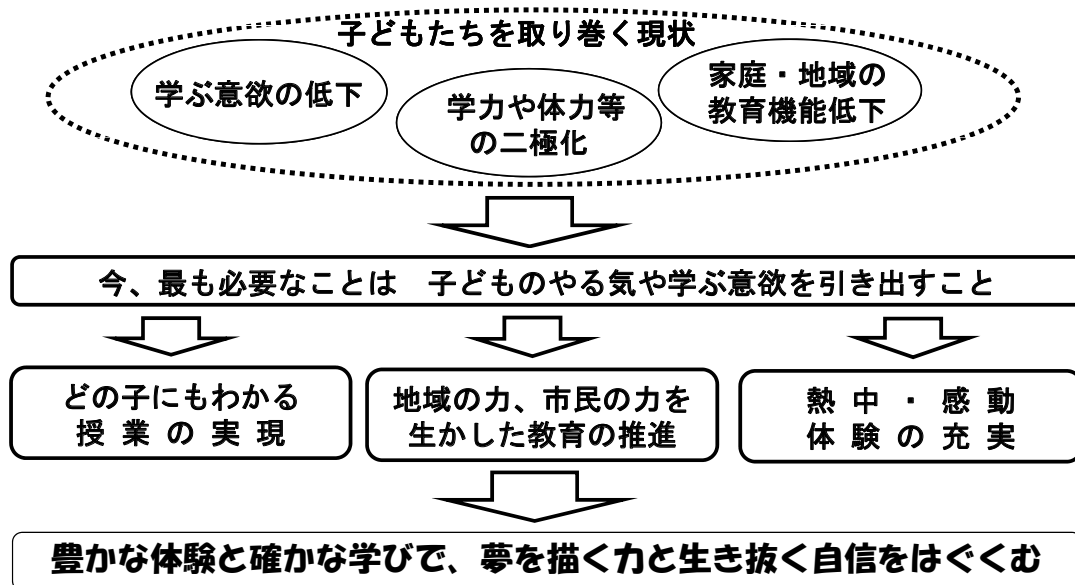 子どもたちを取り巻く現状
学ぶ意欲の低下
学力や体力等
の二極化
家庭・地域の
教育機能低下
今、最も必要なことは　子どものやる気や学ぶ意欲を引き出すこと
どの子にもわかる
授 業 の 実 現
地域の力、市民の力を
生かした教育の推進
熱 中 ・ 感 動
体 験 の 充 実
豊かな体験と確かな学びで、夢を描く力と生き抜く自信をはぐくむ